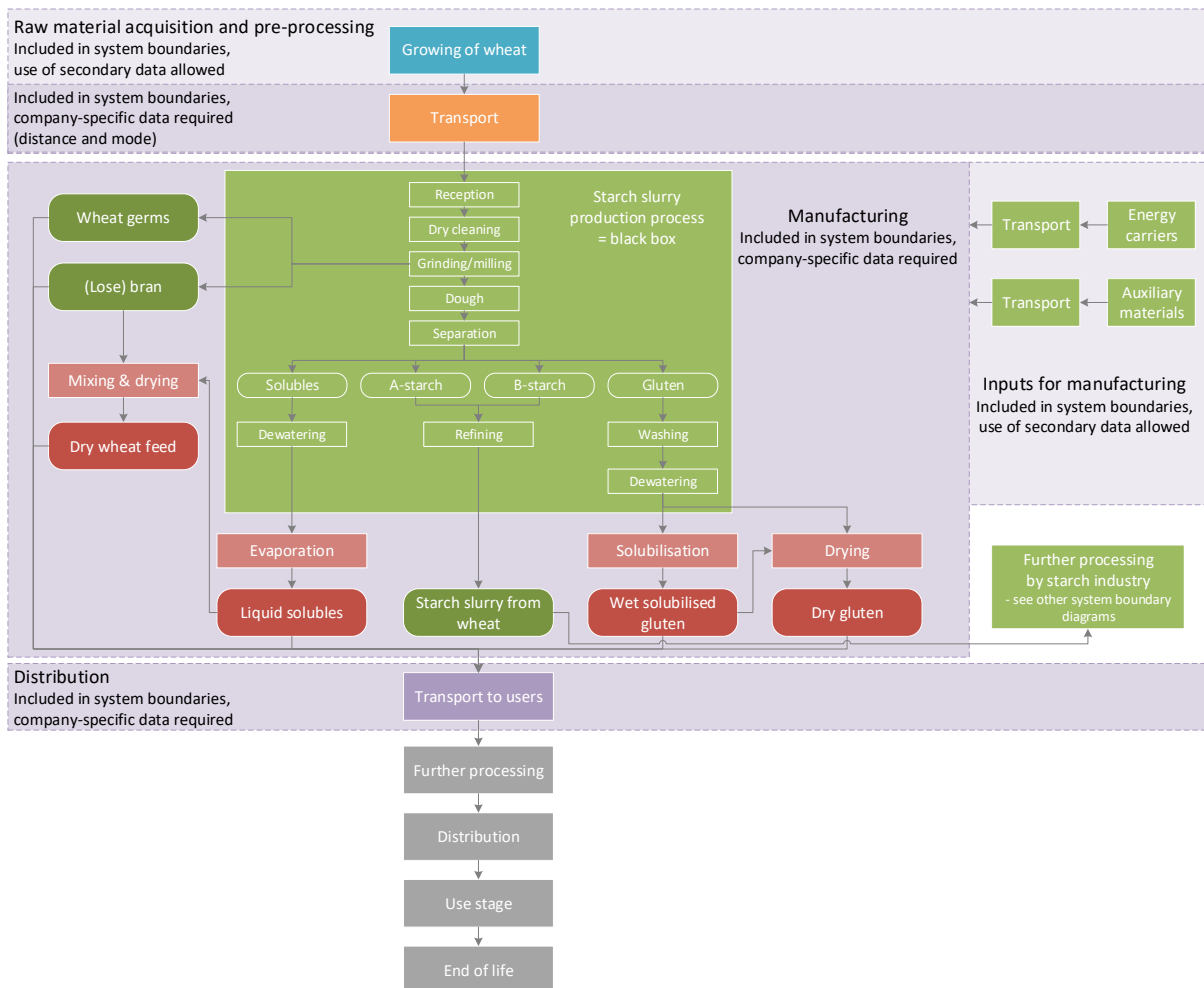 Raw material acquisition and pre-processing
Included in system boundaries,
use of secondary data allowed
Growing of wheat
Included in system boundaries,
company-specific data required
(distance and mode)
Transport
Reception
Dry cleaning
Grinding/milling
Dough
Separation
Starch slurry
production process
= black box
Wheat germs
(Lose) bran
Mixing & drying
Dry wheat feed
Manufacturing
Included in system boundaries,
company-specific data required
Transport
Energy
carriers
Transport
Auxiliary
materials
Inputs for manufacturing
Included in system boundaries,
use of secondary data allowed
Solubles
A-starch
B-starch
Gluten
Dewatering
Refining
Washing
Dewatering
Evaporation
Solubilisation
Drying
Liquid solubles
Starch slurry from
wheat
Wet solubilised
gluten
Dry gluten
Further processing
by starch industry
- see other system boundary
diagrams
Distribution
Included in system boundaries,
company-specific data required
Transport to users
Further processing
Distribution
Use stage
End of life